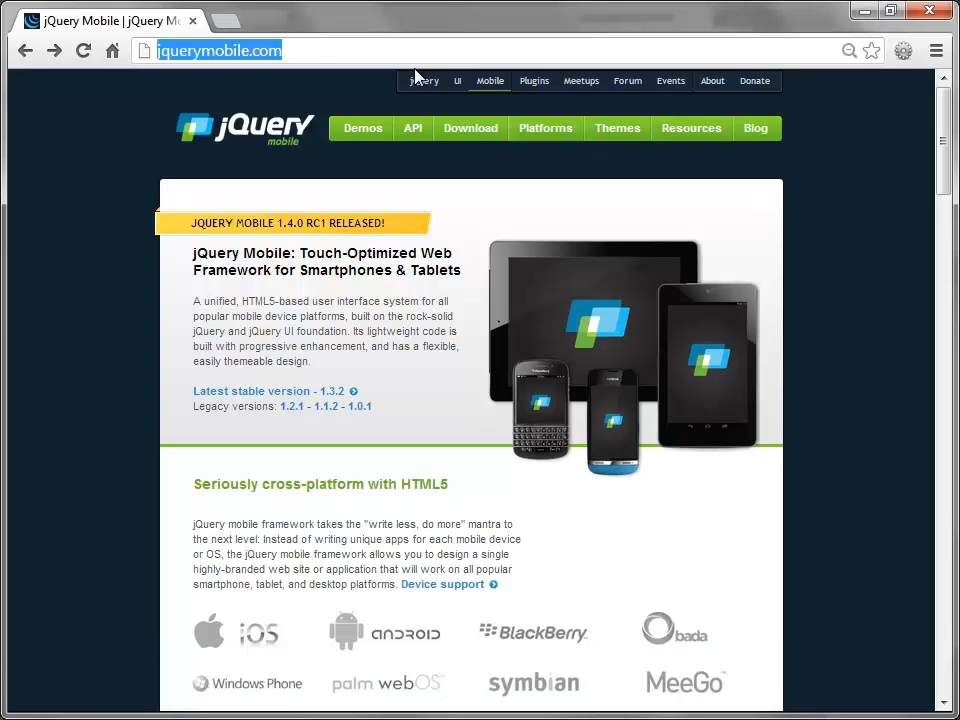 jQuery Mobile | jQuery Mo
jquerymobile.com
jQuery UI Mobile Plugins Meetups Forum Events About Donate
jQuery mobile
Demos API Download Platforms Themes Resources Blog
JQUERY MOBILE 1.4.0 RC1 RELEASED!
jQuery Mobile: Touch-Optimized Web
Framework for Smartphones & Tablets
A unified, HTML5-based user interface system for all
popular mobile device platforms, built on the rock-solid
jQuery and jQuery UI foundation. Its lightweight code is
built with progressive enhancement, and has a flexible,
easily themeable design.
Latest stable version - 1.3.2
Legacy versions: 1.2.1 - 1.1.2 - 1.0.1
BlackBerry
NOKIA
Seriously cross-platform with HTML5
jQuery mobile framework takes the "write less, do more" mantra to
the next level: Instead of writing unique apps for each mobile device
or OS, the jQuery mobile framework allows you to design a single
highly-branded web site or application that will work on all popular
smartphone, tablet, and desktop platforms. Device support
iOS android BlackBerry bada
Windows Phone palm webOS symbian MeeGo